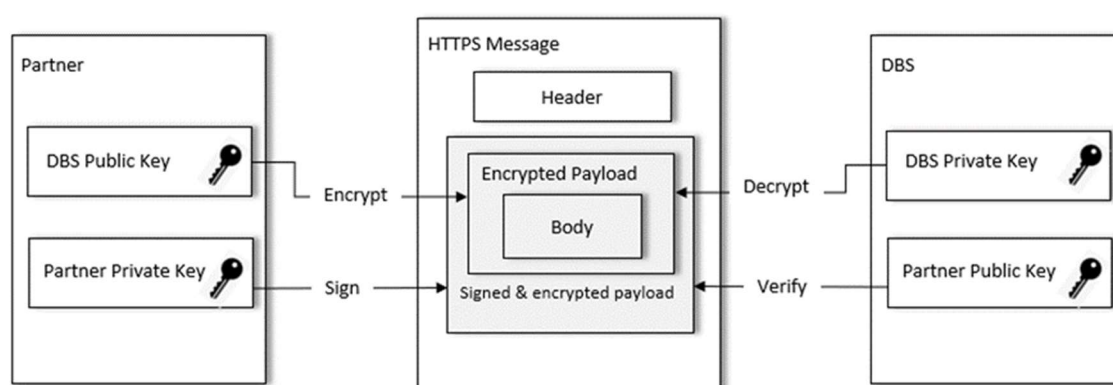 Partner
DBS Public Key
Partner Private Key
Encrypt
Sign
HTTPS Message
Header
Encrypted Payload
Body
Signed & encrypted payload
Decrypt
Verify
DBS
DBS Private Key
Partner Public Key